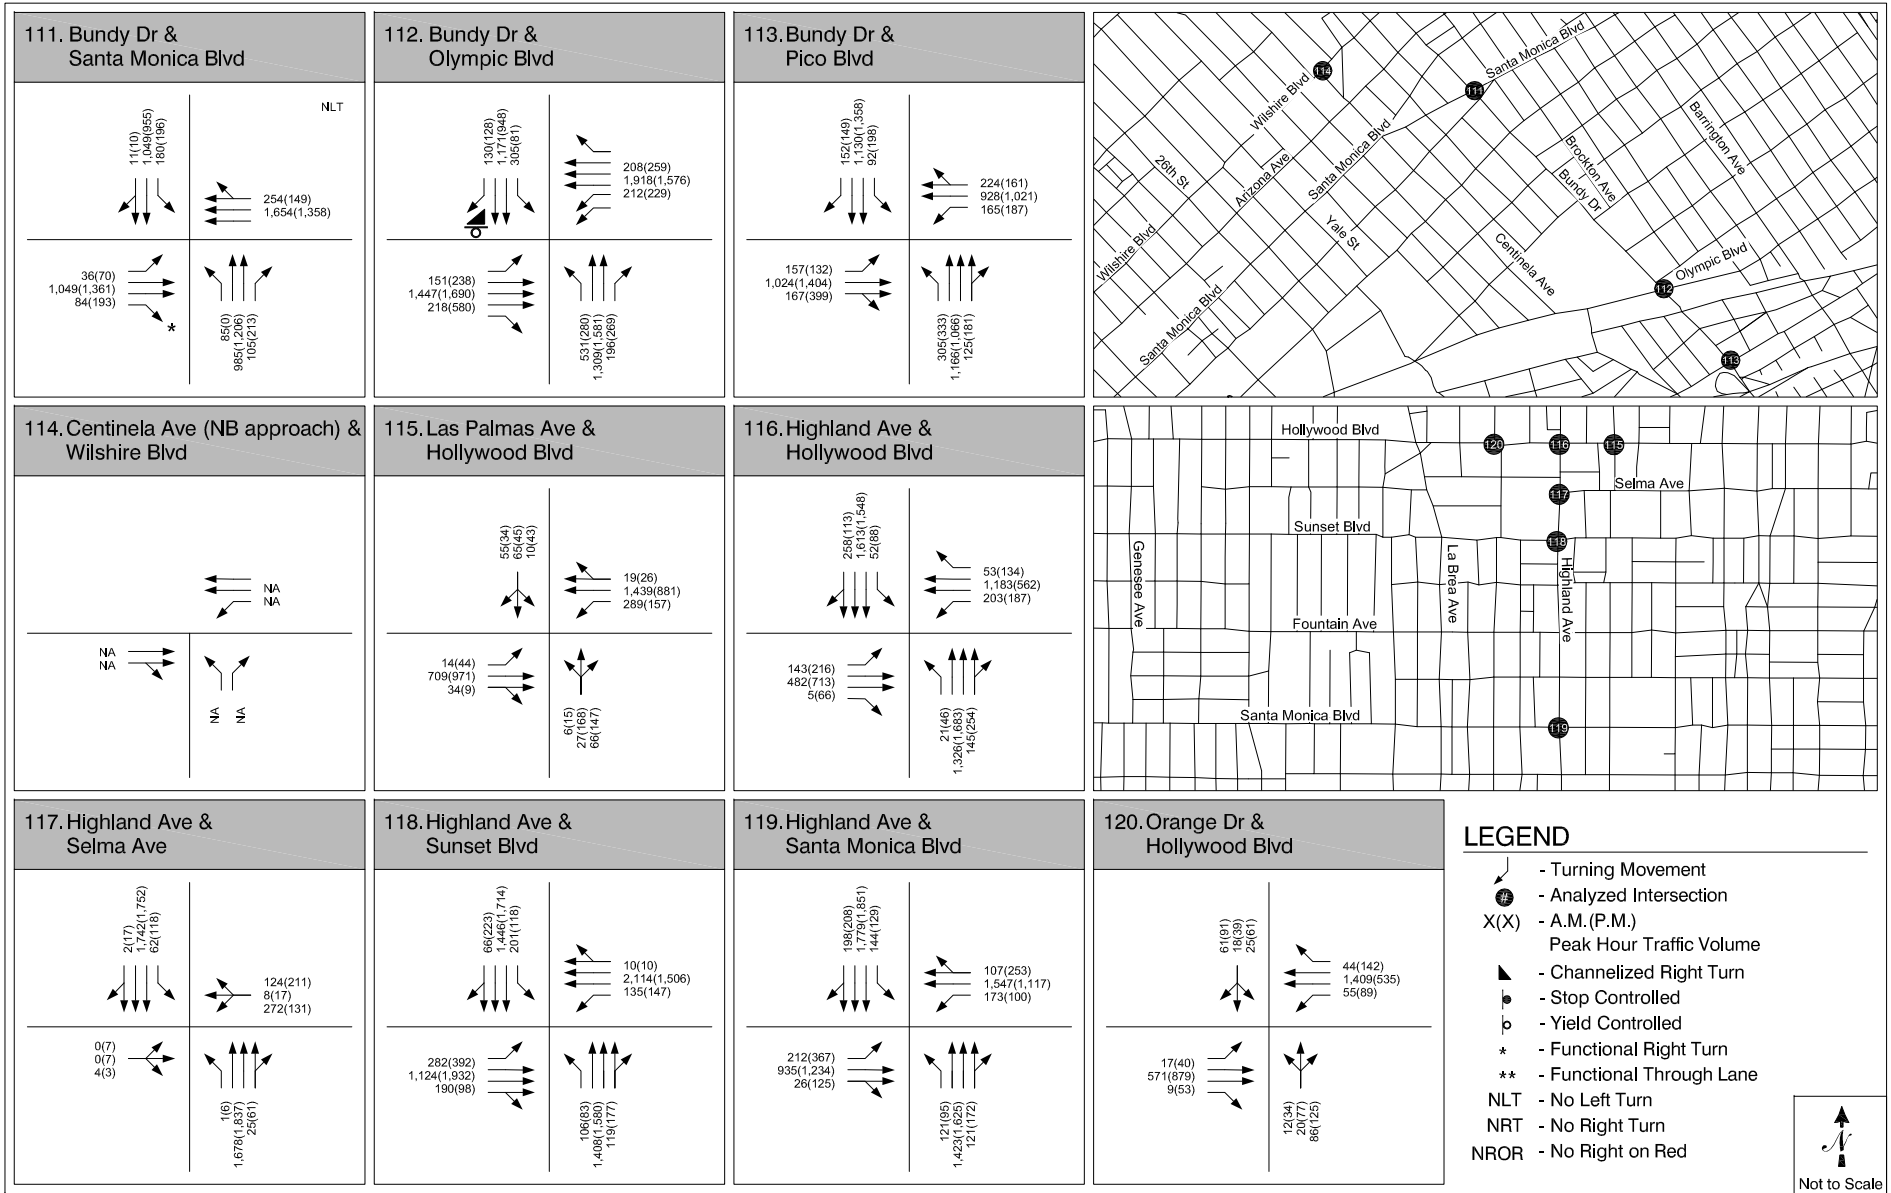 111. Bundy Dr &
Santa Monica Blvd
NLT
11(10)
1,049(955)
180(196)
254(149)
1,654(1,358)
36(70)
1,049(1,361)
84(193)
*
85(0)
985(1,206)
105(213)
112. Bundy Dr &
Olympic Blvd
130(128)
1,171(948)
305(81)
208(259)
1,918(1,576)
212(229)
151(238)
1,447(1,690)
218(580)
531(280)
1,309(1,581)
196(269)
113. Bundy Dr &
Pico Blvd
152(149)
1,130(1,358)
92(198)
224(161)
928(1,021)
165(187)
157(132)
1,024(1,404)
167(399)
305(333)
1,166(1,066)
125(181)
Santa Monica Blvd
114
111
Wilshire Blvd
Barrington Ave
Santa Monica Blvd
Brockton Ave
26th St
Arizona Ave
Bundy Dr
Yale St
Wilshire Blvd
Centinela Ave
Olympic Blvd
112
Santa Monica Blvd
113
114. Centinela Ave (NB approach) &
Wilshire Blvd
NA
NA
NA
NA
NA
NA
115. Las Palmas Ave &
Hollywood Blvd
55(34)
65(45)
10(43)
19(26)
1,439(881)
289(157)
14(44)
709(971)
34(9)
6(15)
27(168)
66(147)
116. Highland Ave &
Hollywood Blvd
258(113)
1,613(1,548)
52(88)
53(134)
1,183(562)
203(187)
143(216)
482(713)
5(66)
21(46)
1,326(1,683)
145(254)
Hollywood Blvd
120
116
115
Selma Ave
117
Sunset Blvd
118
Genesee Ave
La Brea Ave
Highland Ave
Fountain Ave
Santa Monica Blvd
119
117. Highland Ave &
Selma Ave
2(17)
1,742(1,752)
62(118)
124(211)
8(17)
272(131)
0(7)
0(7)
4(3)
1(6)
1,678(1,837)
25(61)
118. Highland Ave &
Sunset Blvd
66(223)
1,446(1,714)
201(118)
10(10)
2,114(1,506)
135(147)
282(392)
1,124(1,932)
190(98)
106(83)
1,408(1,580)
119(177)
119. Highland Ave &
Santa Monica Blvd
198(208)
1,779(1,851)
144(129)
107(253)
1,547(1,117)
173(100)
212(367)
935(1,234)
26(125)
121(95)
1,423(1,625)
121(172)
120. Orange Dr &
Hollywood Blvd
61(91)
18(39)
25(61)
44(142)
1,409(535)
55(89)
17(40)
571(879)
9(53)
12(34)
20(77)
86(125)
LEGEND
- Turning Movement
# - Analyzed Intersection
X(X) - A.M.(P.M.)
Peak Hour Traffic Volume
- Channelized Right Turn
- Stop Controlled
- Yield Controlled
* - Functional Right Turn
** - Functional Through Lane
NLT - No Left Turn
NRT - No Right Turn
NROR - No Right on Red
N
Not to Scale